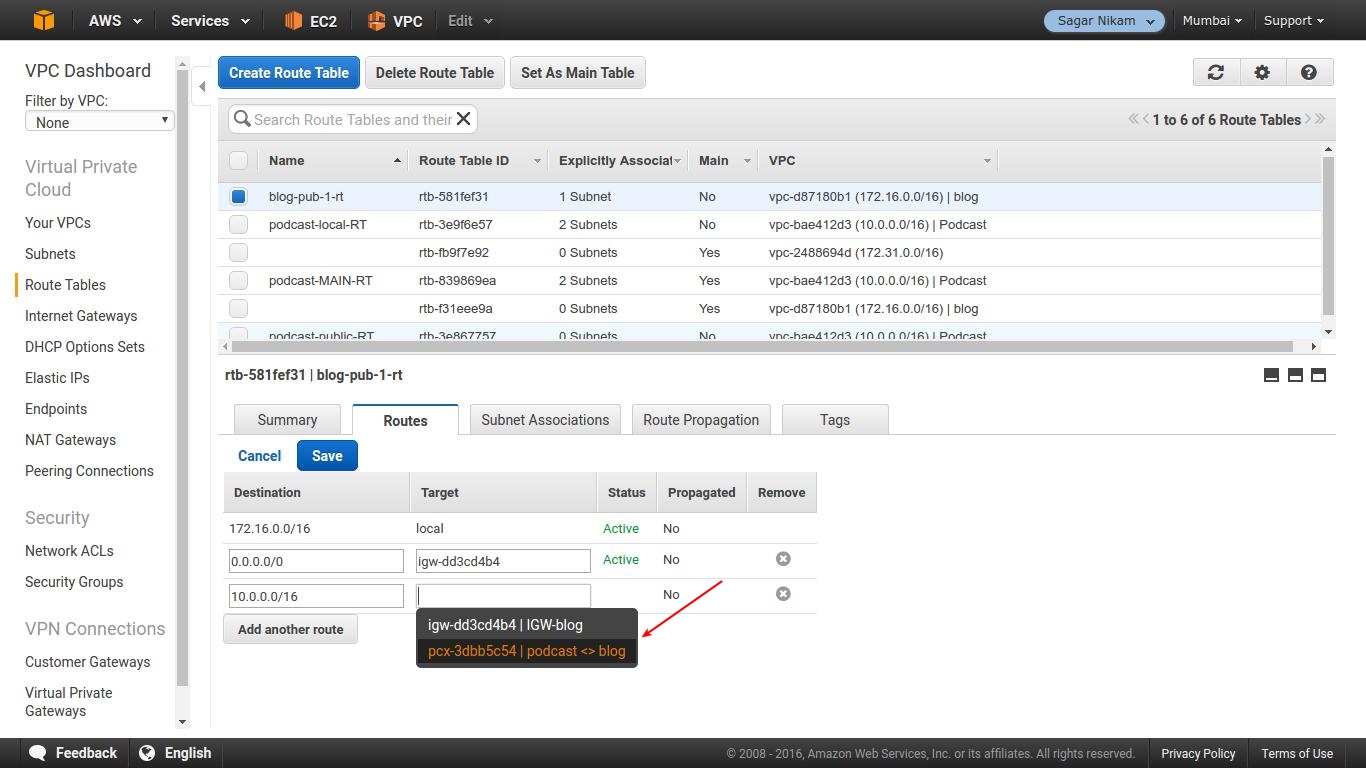 AWS Services EC2 VPC Edit Sagar Nikam Mumbai Support
VPC Dashboard
Filter by VPC:
None
Virtual Private
Cloud
Your VPCs
Subnets
Route Tables
Internet Gateways
DHCP Options Sets
Elastic IPs
Endpoints
NAT Gateways
Peering Connections
Security
Network ACLs
Security Groups
VPN Connections
Customer Gateways
Virtual Private
Gateways
Create Route Table Delete Route Table Set As Main Table
Search Route Tables and their 1 to 6 of 6 Route Tables
Name Route Table ID Explicitly Associat Main VPC
blog-pub-1-rt rtb-581fef31 1 Subnet No vpc-d87180b1 (172.16.0.0/16) | blog
podcast-local-RT rtb-3e9f6e57 2 Subnets No vpc-bae412d3 (10.0.0.0/16) | Podcast
rtb-fb9f7e92 0 Subnets Yes vpc-2488694d (172.31.0.0/16)
podcast-MAIN-RT rtb-839869ea 2 Subnets Yes vpc-bae412d3 (10.0.0.0/16) | Podcast
rtb-f31eee9a 0 Subnets Yes vpc-d87180b1 (172.16.0.0/16) | blog
podcast-public-RT rtb-3e867757 0 Subnets No vpc-bae412d3 (10.0.0.0/16) | Podcast
rtb-581fef31 | blog-pub-1-rt
Summary Routes Subnet Associations Route Propagation Tags
Cancel Save
Destination Target Status Propagated Remove
172.16.0.0/16 local Active No
0.0.0.0/0 igw-dd3cd4b4 Active No
10.0.0.0/16 No
Add another route
igw-dd3cd4b4 | IGW-blog
pcx-3dbb5c54 | podcast <> blog
Feedback English © 2008 - 2016, Amazon Web Services, Inc. or its affiliates. All rights reserved. Privacy Policy Terms of Use